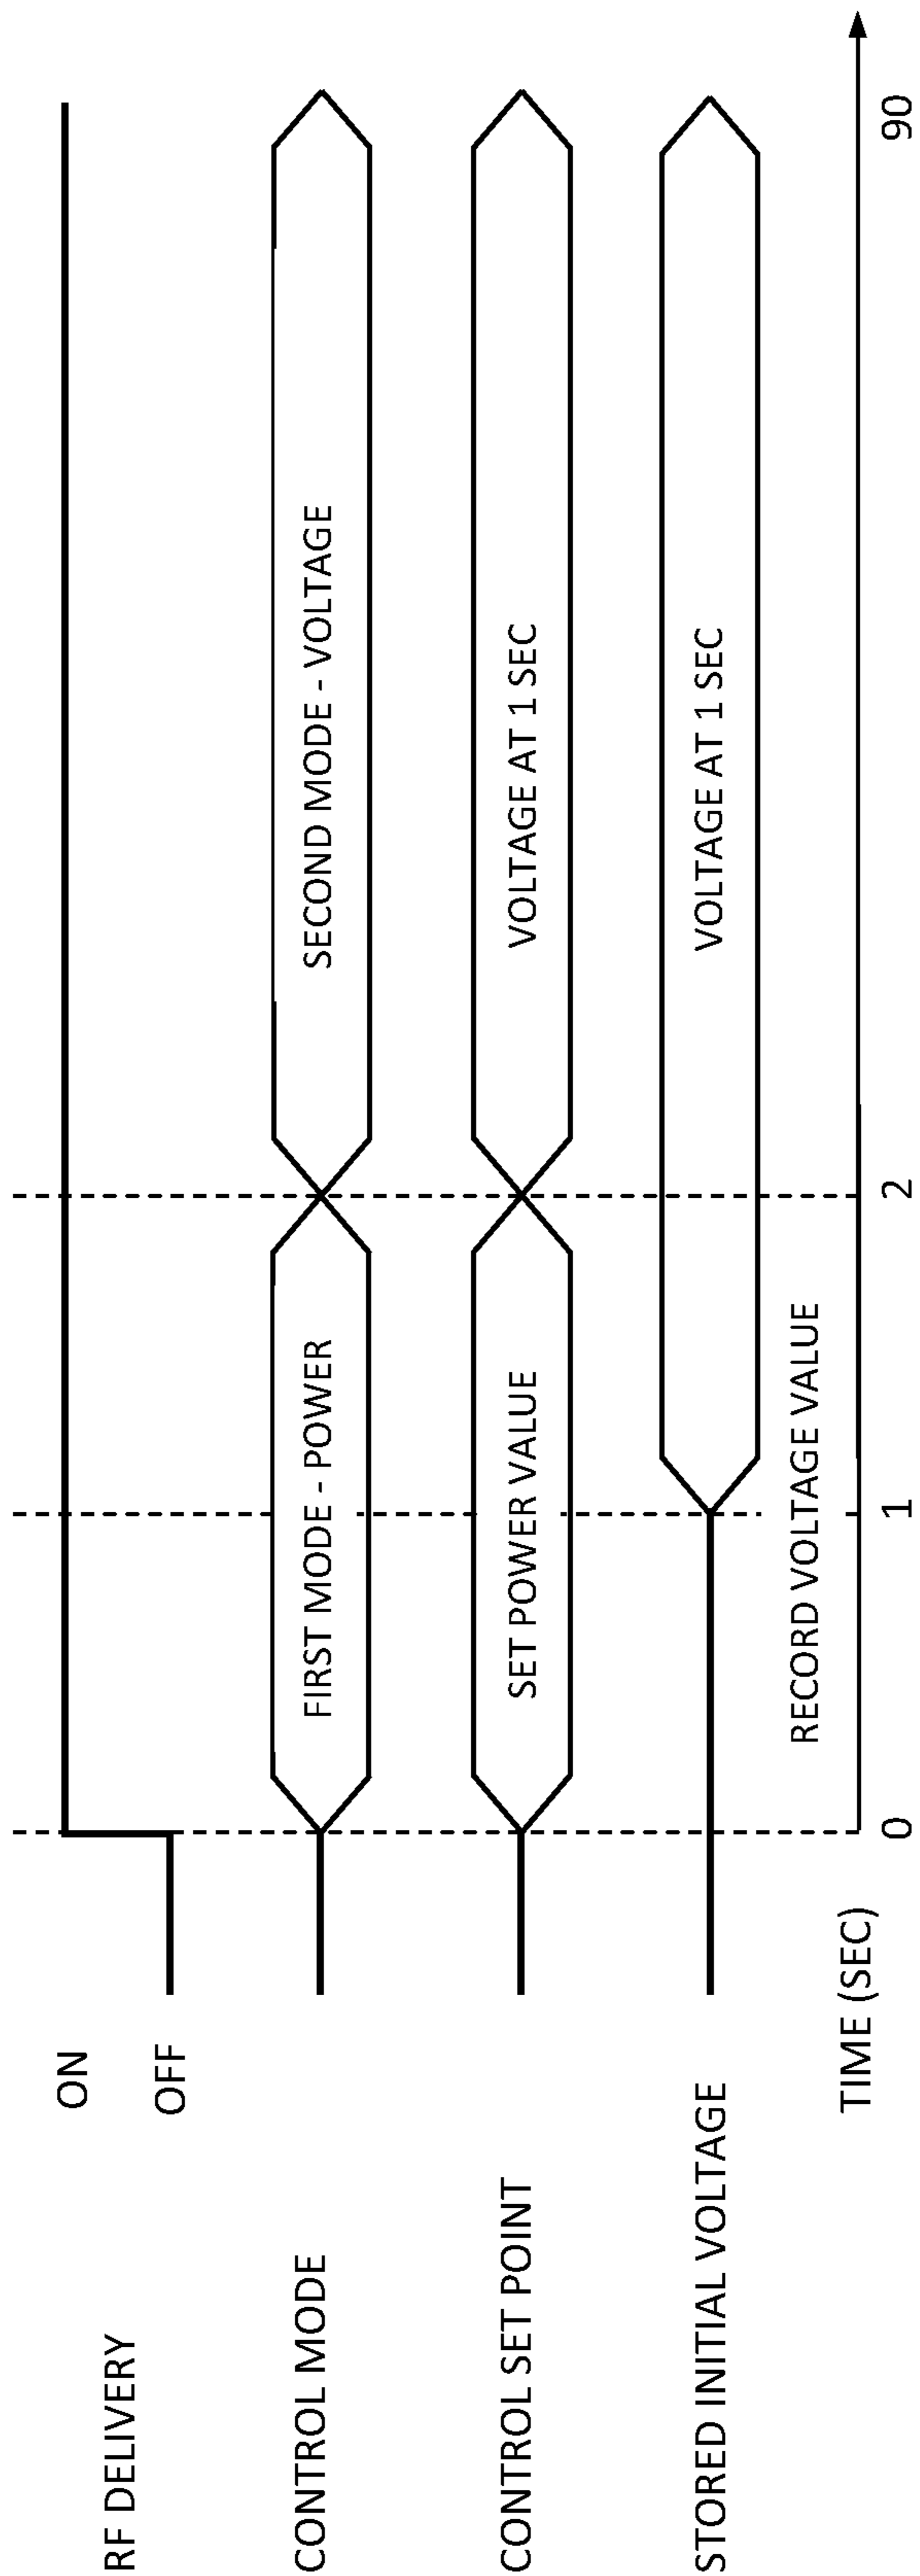 RF DELIVERY
ON
OFF
CONTROL MODE
FIRST MODE - POWER
SECOND MODE - VOLTAGE
CONTROL SET POINT
SET POWER VALUE
VOLTAGE AT 1 SEC
STORED INITIAL VOLTAGE
VOLTAGE AT 1 SEC
RECORD VOLTAGE VALUE
TIME (SEC)
0
1
2
90